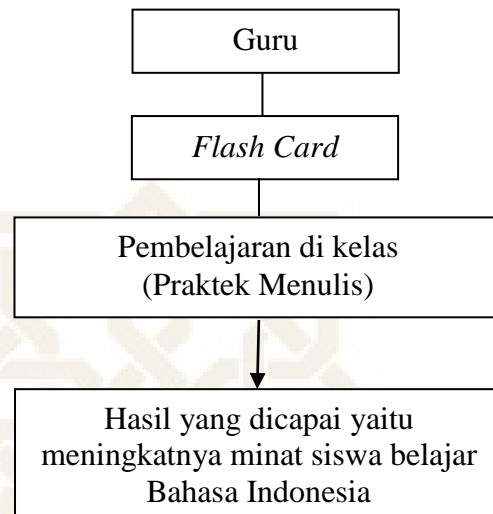 Guru
Flash Card
Pembelajaran di kelas
(Praktek Menulis)
Hasil yang dicapai yaitu
meningkatnya minat siswa belajar
Bahasa Indonesia